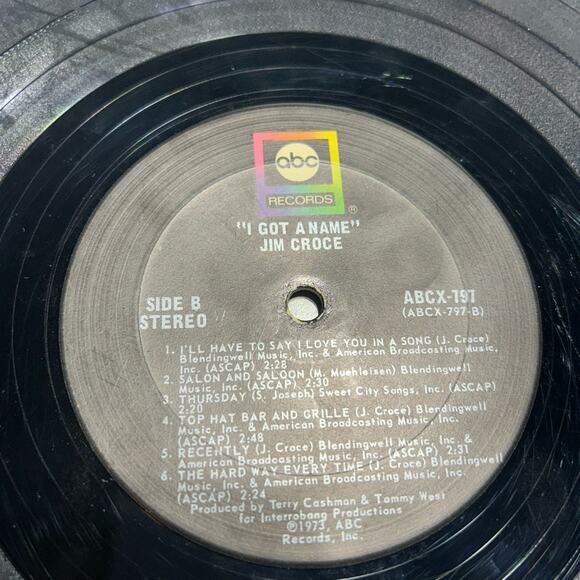 abc
RECORDS
®
"I GOT A NAME"
JIM CROCE
SIDE B
STEREO
ABCX-797
(ABCX-797-B)
1. I'LL HAVE TO SAY I LOVE YOU IN A SONG (J. Croce)
Blendingwell Music, Inc. & American Broadcasting Music,
Inc. (ASCAP) 2:28
2. SALON AND SALOON (M. Muehleisen) Blendingwell
Music, Inc. (ASCAP) 2:30
3. THURSDAY (S. Joseph) Sweet City Songs, Inc. (ASCAP)
2:20
4. TOP HAT BAR AND GRILLE (J. Croce) Blendingwell
Music, Inc. & American Broadcasting Music, Inc.
(ASCAP) 2:48
5. RECENTLY (J. Croce) Blendingwell Music, Inc. &
American Broadcasting Music, Inc. (ASCAP) 2:31
6. THE HARD WAY EVERY TIME (J. Croce) Blendingwell
Music, Inc. & American Broadcasting Music, Inc.
(ASCAP) 2:24
Produced by Terry Cashman & Tommy West
for Interrobang Productions
©1973, ABC
Records, Inc.